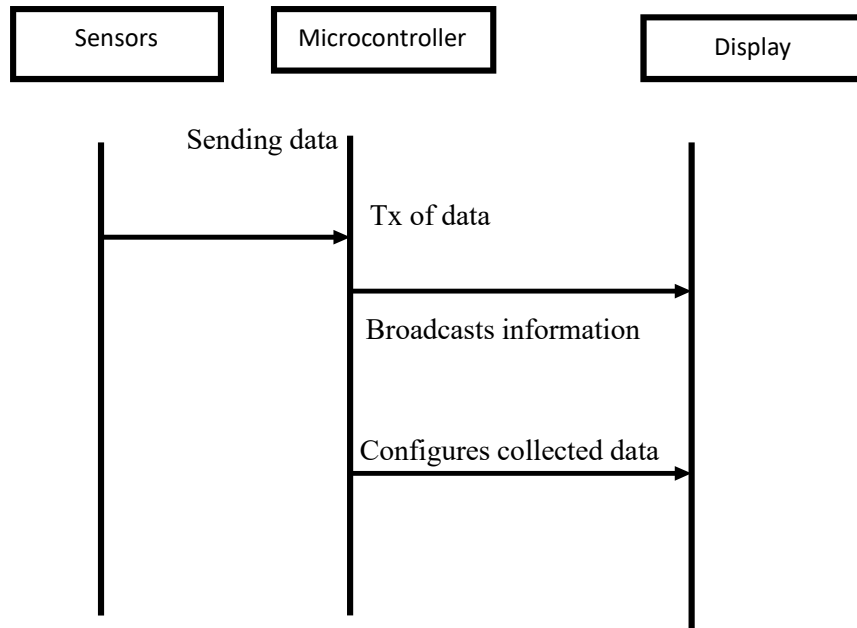 Sensors
Microcontroller
Display
Sending data
Tx of data
Broadcasts information
Configures collected data